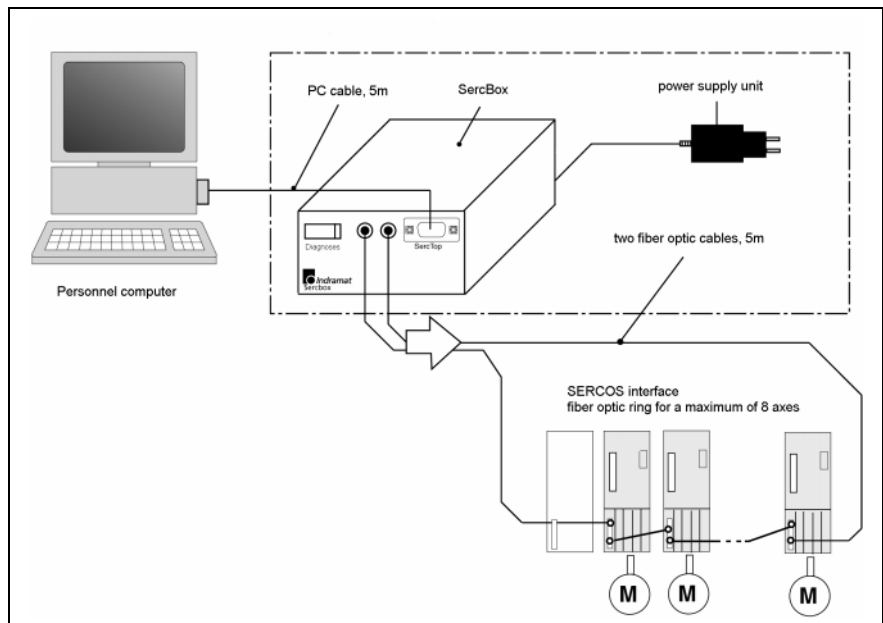 PC cable, 5m
SercBox
power supply unit
Diagnoses
SercTop
Indramat
Sercbox
Personnel computer
two fiber optic cables, 5m
SERCOS interface
fiber optic ring for a maximum of 8 axes
M
M
M